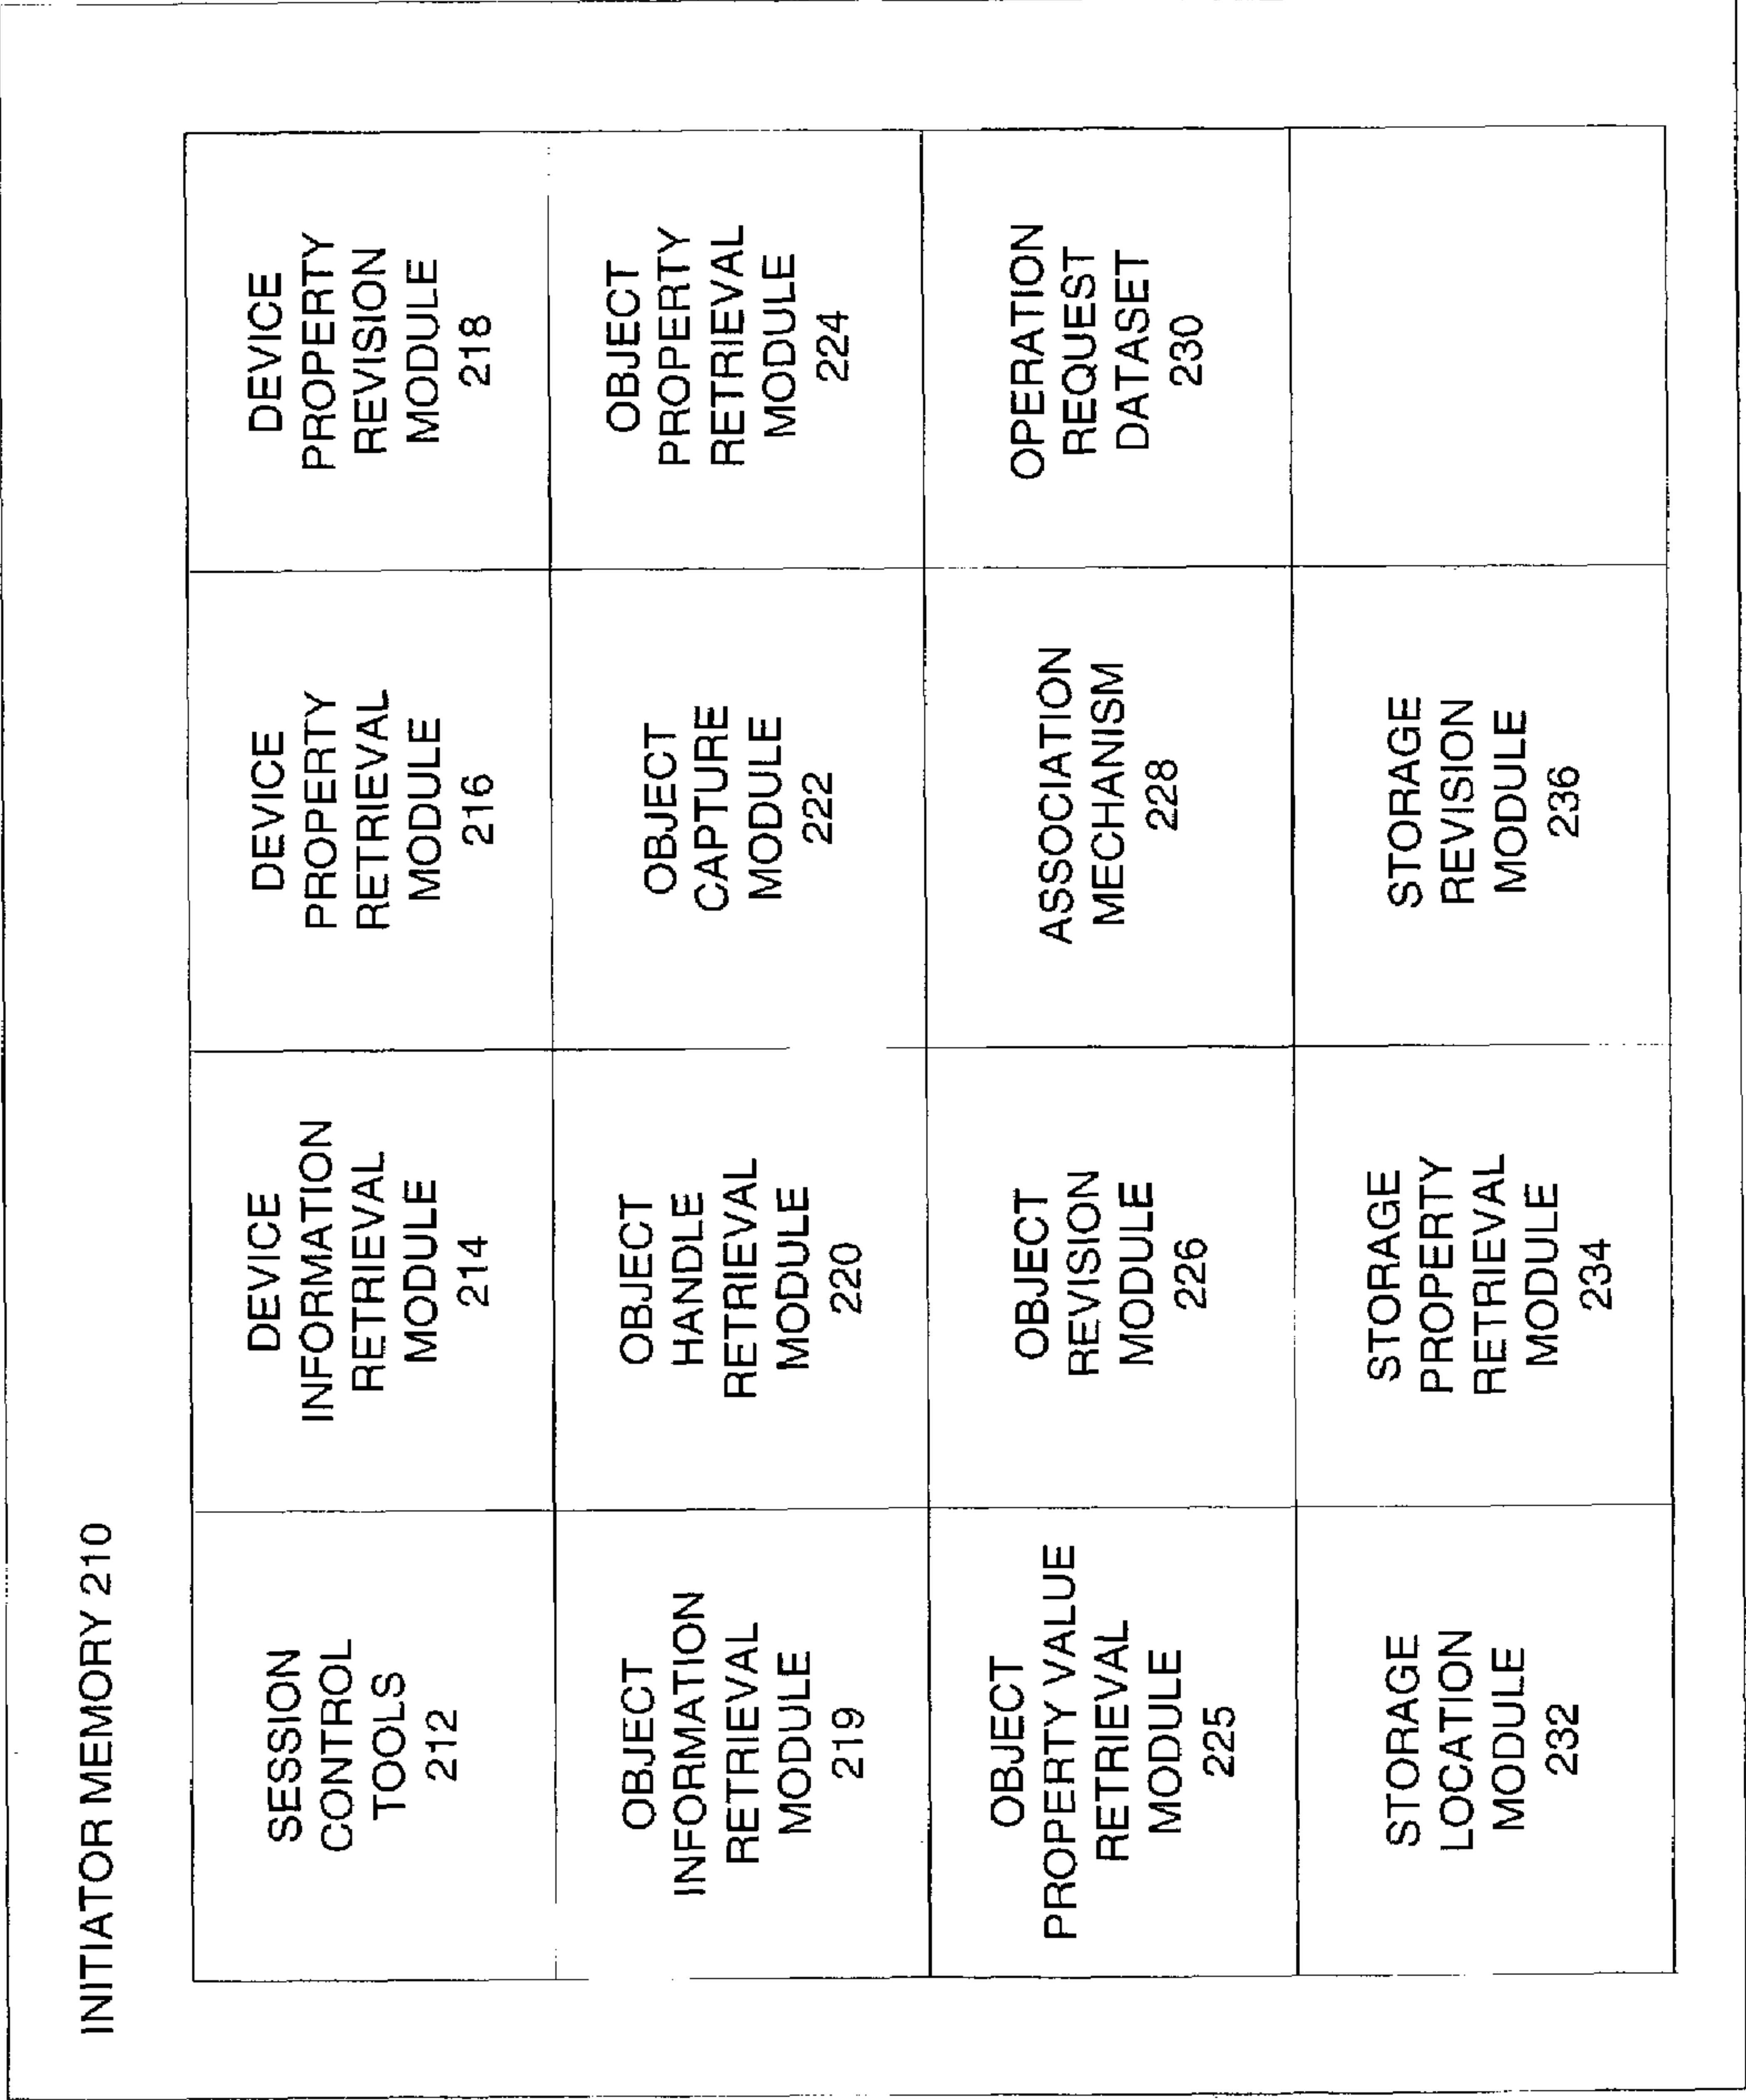 INITIATOR MEMORY 210
SESSION
CONTROL
TOOLS
212
DEVICE
INFORMATION
RETRIEVAL
MODULE
214
DEVICE
PROPERTY
RETRIEVAL
MODULE
216
DEVICE
PROPERTY
REVISION
MODULE
218
OBJECT
INFORMATION
RETRIEVAL
MODULE
219
OBJECT
HANDLE
RETRIEVAL
MODULE
220
OBJECT
CAPTURE
MODULE
222
OBJECT
PROPERTY
RETRIEVAL
MODULE
224
OBJECT
PROPERTY VALUE
RETRIEVAL
MODULE
225
OBJECT
REVISION
MODULE
226
ASSOCIATION
MECHANISM
228
OPERATION
REQUEST
DATASET
230
STORAGE
LOCATION
MODULE
232
STORAGE
PROPERTY
RETRIEVAL
MODULE
234
STORAGE
REVISION
MODULE
236